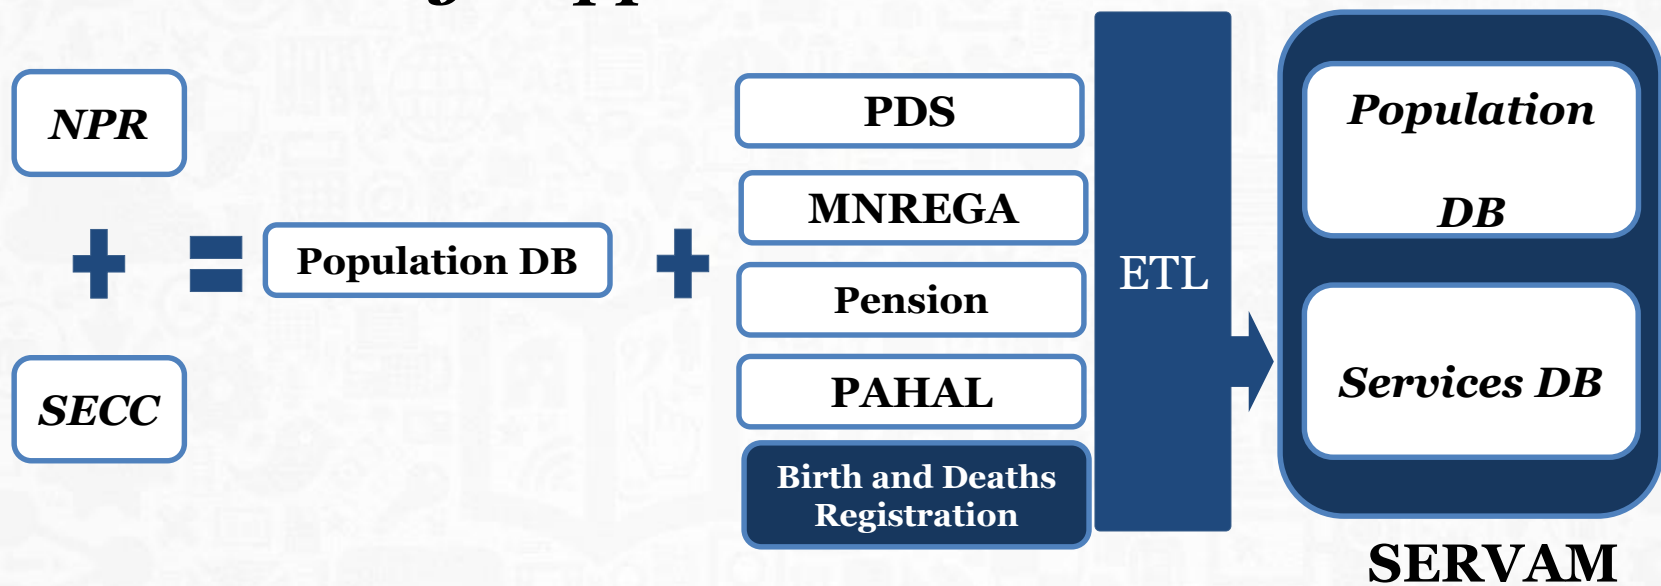 NPR
SECC
Population DB
PDS
MNREGA
Pension
PAHAL
Birth and Deaths
Registration
ETL
Population
DB
Services DB
SERVAM